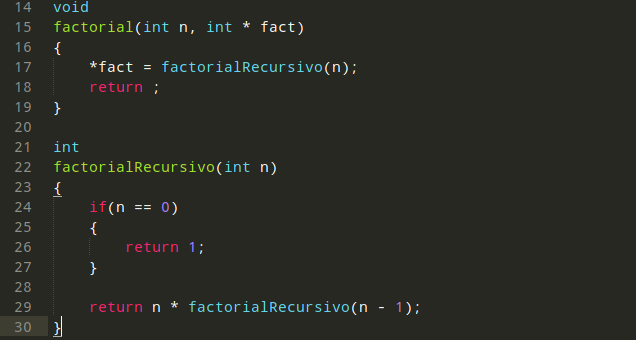 14 void
15 factorial(int n, int * fact)
16 {
17     *fact = factorialRecursivo(n);
18     return ;
19 }
20
21 int
22 factorialRecursivo(int n)
23 {
24     if(n == 0)
25     {
26         return 1;
27     }
28
29     return n * factorialRecursivo(n - 1);
30 }